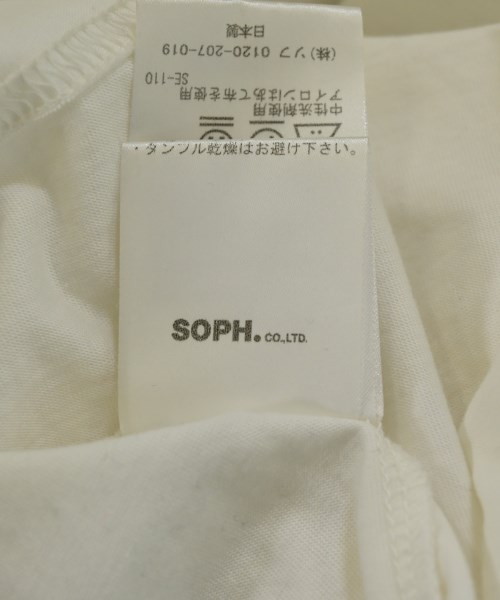 中性洗剤使用
アイロンはあて布を使用
SE-110
(株)ソフ 0120-207-019
日本製
・タンブル乾燥はお避け下さい。
SOPH. CO.,LTD.